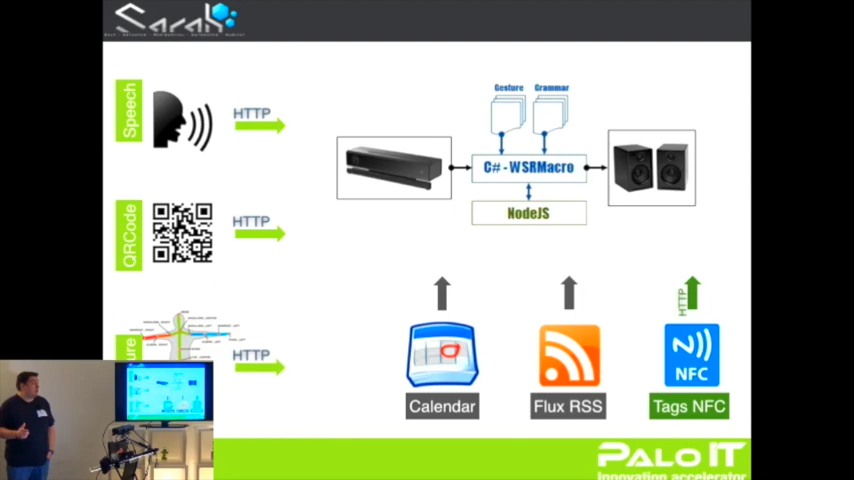 Sarah
Speech
HTTP
Gesture
Grammar
C# - WSRMacro
NodeJS
QRCode
HTTP
HTTP
ure
HTTP
NFC
Calendar
Flux RSS
Tags NFC
PALO IT
Innovation accelerator